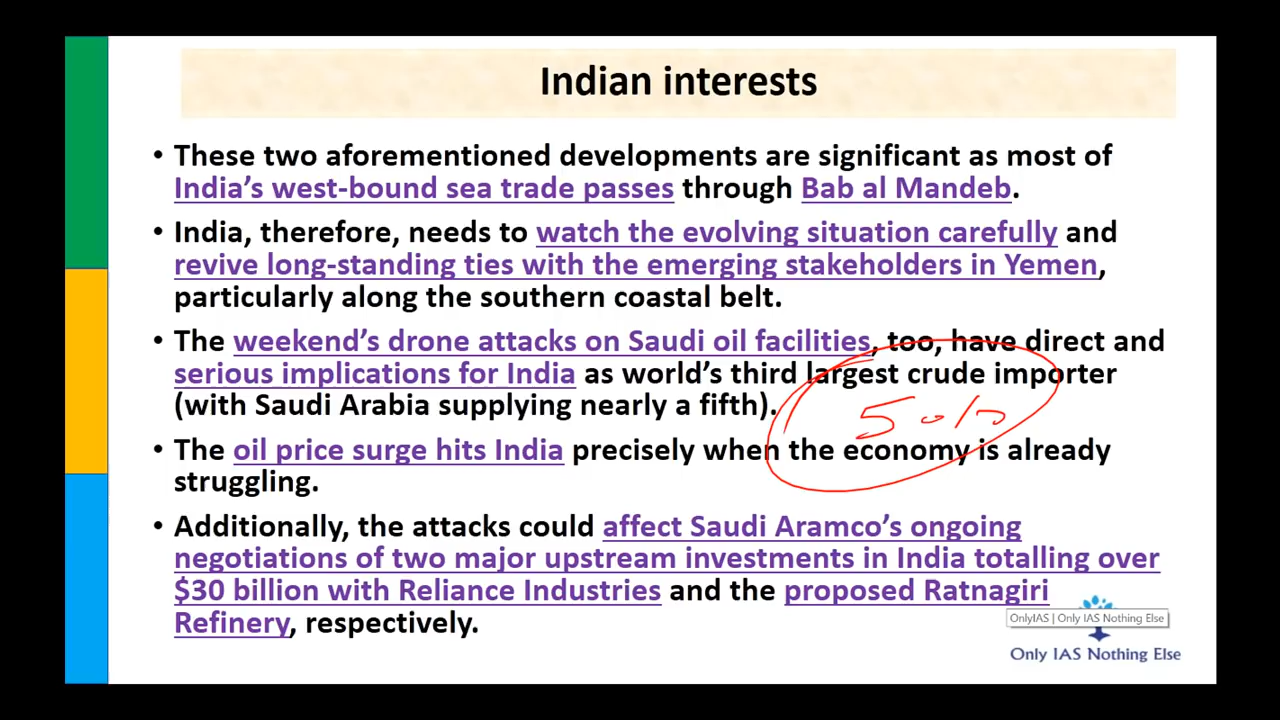 Indian interests
• These two aforementioned developments are significant as most of
India's west-bound sea trade passes through Bab al Mandeb.
• India, therefore, needs to watch the evolving situation carefully and
revive long-standing ties with the emerging stakeholders in Yemen,
particularly along the southern coastal belt.
• The weekend's drone attacks on Saudi oil facilities, too, have direct and
serious implications for India as world's third largest crude importer
(with Saudi Arabia supplying nearly a fifth).
5%
• The oil price surge hits India precisely when the economy is already
struggling.
• Additionally, the attacks could affect Saudi Aramco's ongoing
negotiations of two major upstream investments in India totalling over
$30 billion with Reliance Industries and the proposed Ratnagiri
Refinery, respectively.
OnlyIAS | Only IAS Nothing Else
Only IAS Nothing Else